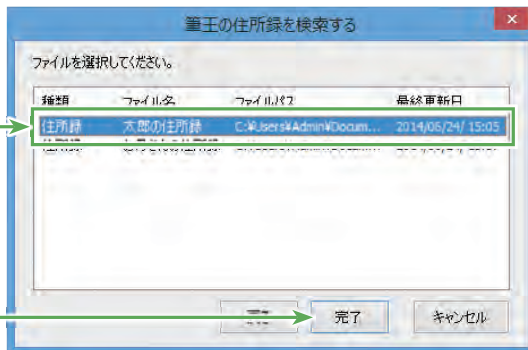 筆王の住所録を検索する
ファイルを選択してください。
種類 ファイル名 ファイルパス 最終更新日
住所録 太郎の住所録 C:¥Users¥Admin¥Docum... 2014/06/24/ 15:05
完了 キャンセル